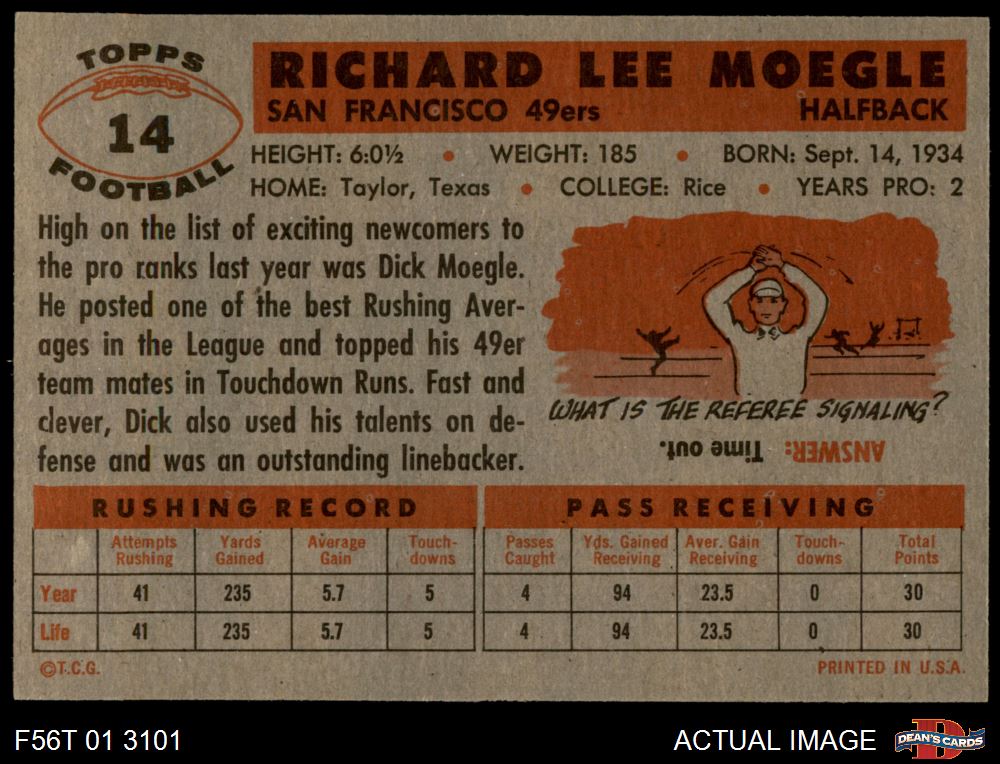 TOPPS
14
FOOTBALL
RICHARD LEE MOEGLE
SAN FRANCISCO 49ers HALFBACK
HEIGHT: 6:0½ • WEIGHT: 185 • BORN: Sept. 14, 1934
HOME: Taylor, Texas • COLLEGE: Rice • YEARS PRO: 2
High on the list of exciting newcomers to
the pro ranks last year was Dick Moegle.
He posted one of the best Rushing Aver-
ages in the League and topped his 49er
team mates in Touchdown Runs. Fast and
clever, Dick also used his talents on de-
fense and was an outstanding linebacker.
WHAT IS THE REFEREE SIGNALING?
ANSWER: Time out.
RUSHING RECORD
Attempts Rushing Yards Gained Average Gain Touch-downs
Year 41 235 5.7 5
Life 41 235 5.7 5
PASS RECEIVING
Passes Caught Yds. Gained Receiving Aver. Gain Receiving Touch-downs Total Points
4 94 23.5 0 30
4 94 23.5 0 30
©T.C.G. PRINTED IN U.S.A.
F56T 01 3101 ACTUAL IMAGE DEAN'S CARDS